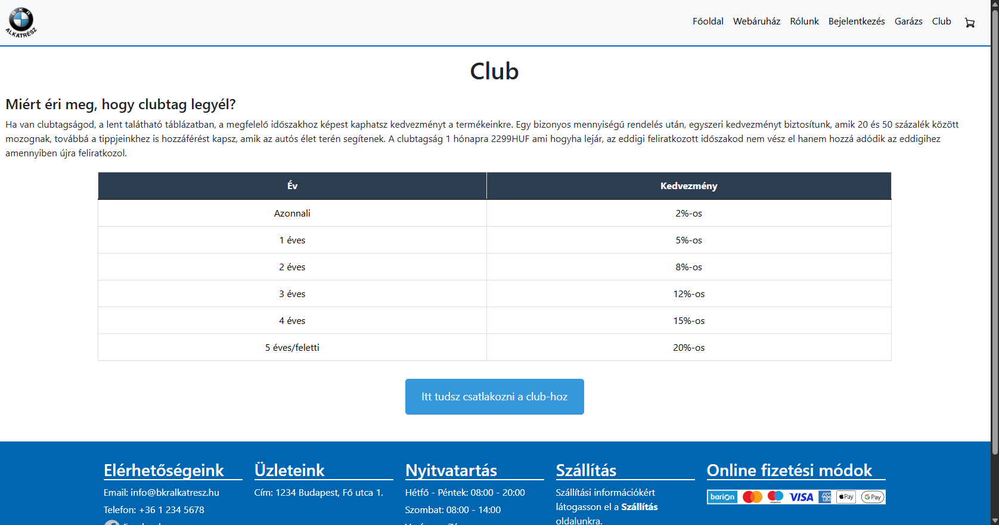 BKR
ALKATRÉSZ
Főoldal Webáruház Rólunk Bejelentkezés Garázs Club
Club
Miért éri meg, hogy clubtag legyél?
Ha van clubtagságod, a lent talátható táblázatban, a megfelelő időszakhoz képest kaphatsz kedvezményt a termékeinkre. Egy bizonyos mennyiségű rendelés után, egyszeri kedvezményt biztosítunk, amik 20 és 50 százalék között
mozognak, továbbá a tippjeinkhez is hozzáférést kapsz, amik az autós élet terén segítenek. A clubtagság 1 hónapra 2299HUF ami hogyha lejár, az eddigi feliratkozott időszakod nem vész el hanem hozzá adódik az eddigihez
amennyiben újra feliratkozol.
Év Kedvezmény
Azonnali 2%-os
1 éves 5%-os
2 éves 8%-os
3 éves 12%-os
4 éves 15%-os
5 éves/feletti 20%-os
Itt tudsz csatlakozni a club-hoz
Elérhetőségeink
Email: info@bkralkatresz.hu
Telefon: +36 1 234 5678
Üzleteink
Cím: 1234 Budapest, Fő utca 1.
Nyitvatartás
Hétfő - Péntek: 08:00 - 20:00
Szombat: 08:00 - 14:00
Szállítás
Szállítási információkért
látogasson el a Szállítás
oldalunkra.
Online fizetési módok
barion VISA AM EX Pay G Pay